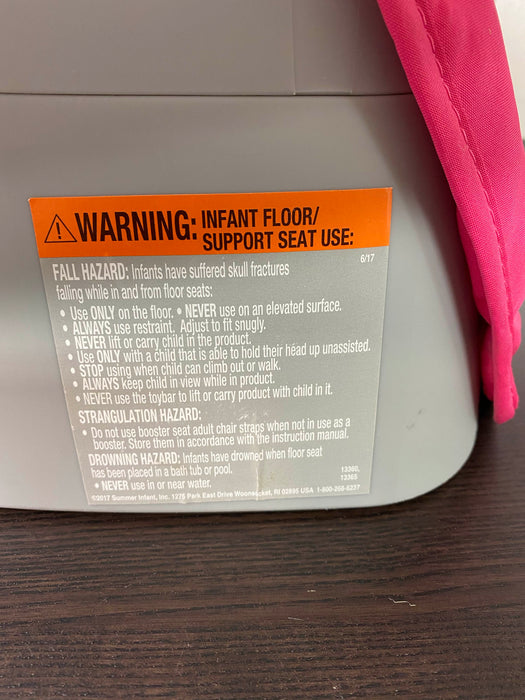 WARNING: INFANT FLOOR/
SUPPORT SEAT USE:
6/17
FALL HAZARD: Infants have suffered skull fractures
falling while in and from floor seats:
• Use ONLY on the floor. • NEVER use on an elevated surface.
• ALWAYS use restraint. Adjust to fit snugly.
• NEVER lift or carry child in the product.
• Use ONLY with a child that is able to hold their head up unassisted.
• STOP using when child can climb out or walk.
• ALWAYS keep child in view while in product.
• NEVER use the toybar to lift or carry product with child in it.
STRANGULATION HAZARD:
• Do not use booster seat adult chair straps when not in use as a
booster. Store them in accordance with the instruction manual.
DROWNING HAZARD: Infants have drowned when floor seat
has been placed in a bath tub or pool.
• NEVER use in or near water.
13360,
13365
©2017 Summer Infant, Inc. 1275 Park East Drive Woonsocket, RI 02895 USA 1-800-268-6237